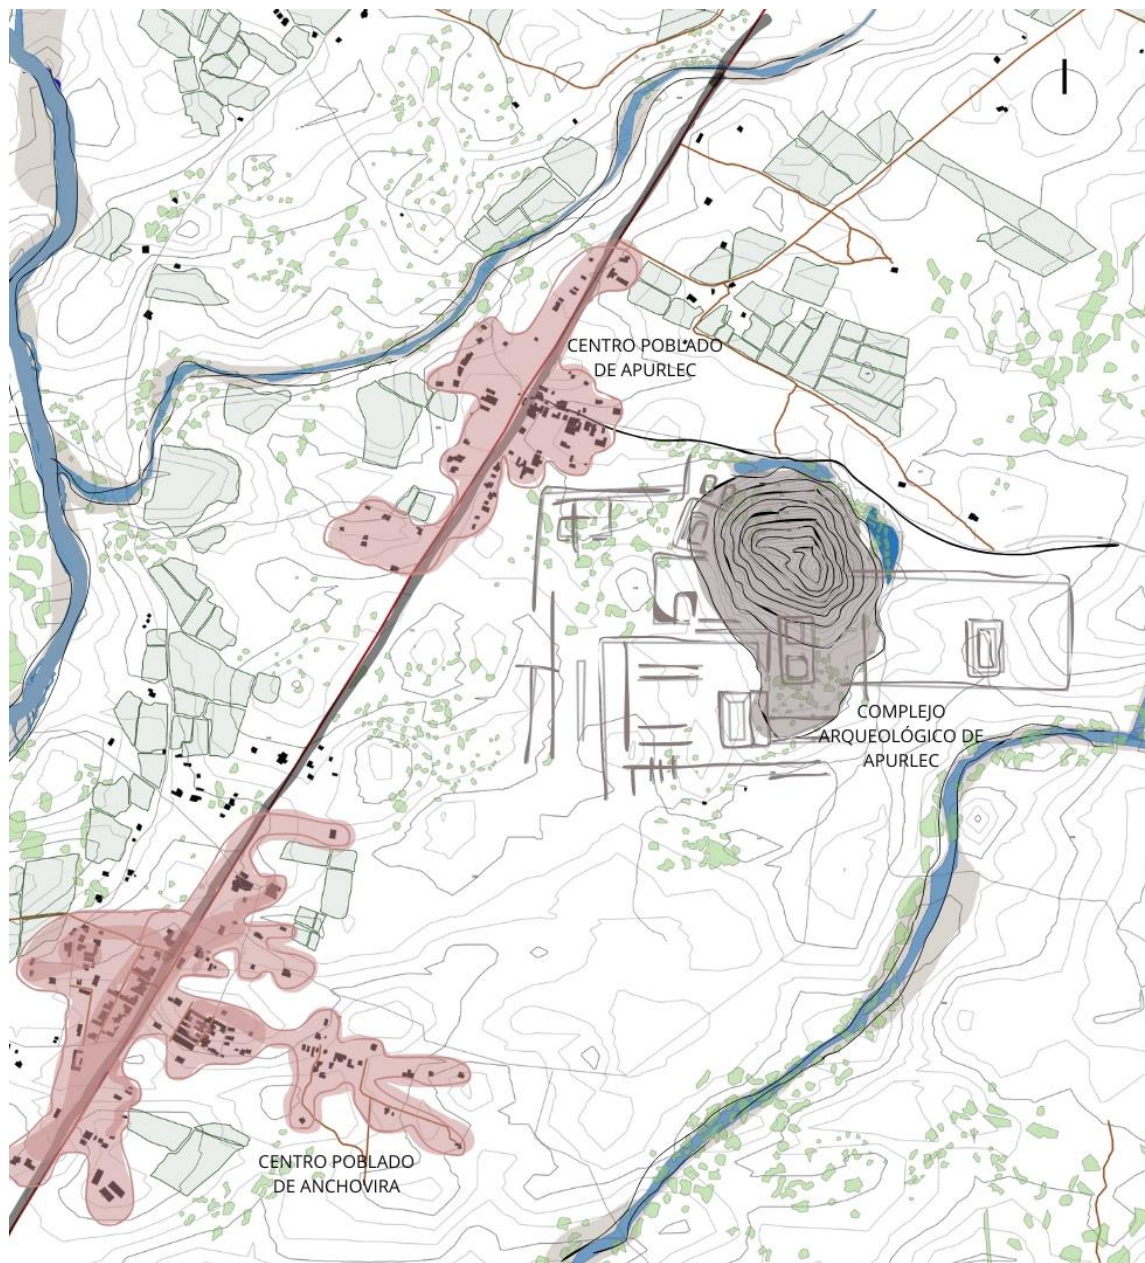 CENTRO POBLADO
DE APURLEC
COMPLEJO
ARQUEOLÓGICO DE
APURLEC
CENTRO POBLADO
DE ANCHOVIRA